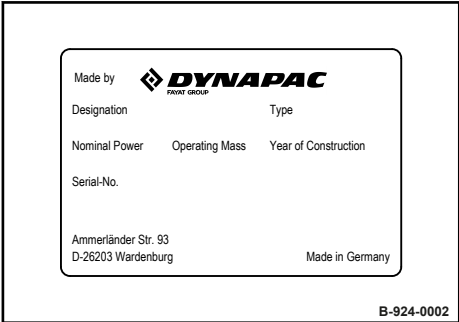 Made by DYNAPAC
FAYAT GROUP
Designation Type
Nominal Power Operating Mass Year of Construction
Serial-No.
Ammerländer Str. 93
D-26203 Wardenburg Made in Germany
B-924-0002